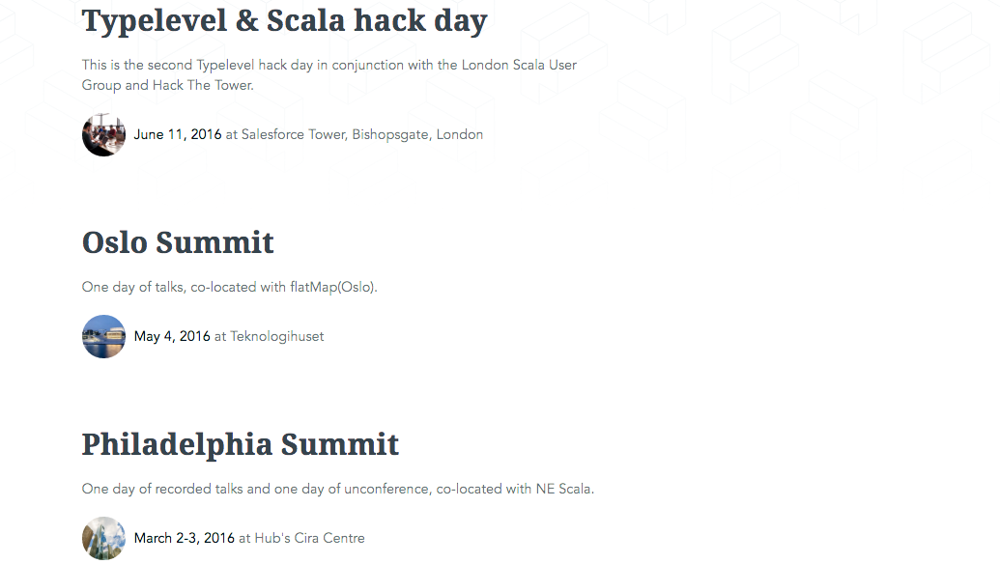 Typelevel & Scala hack day
This is the second Typelevel hack day in conjunction with the London Scala User
Group and Hack The Tower.
June 11, 2016 at Salesforce Tower, Bishopsgate, London
Oslo Summit
One day of talks, co-located with flatMap(Oslo).
May 4, 2016 at Teknologihuset
Philadelphia Summit
One day of recorded talks and one day of unconference, co-located with NE Scala.
March 2-3, 2016 at Hub's Cira Centre